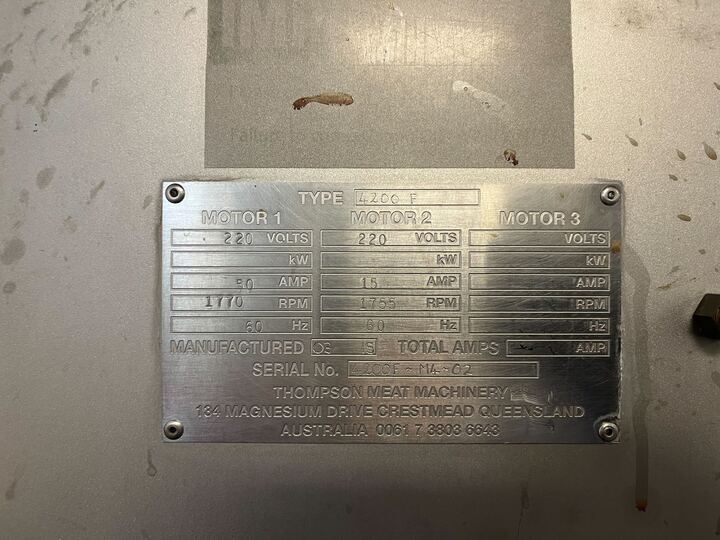 TYPE 4200 F
MOTOR 1 MOTOR 2 MOTOR 3
220 VOLTS 220 VOLTS VOLTS
kW kW kW
50 AMP 15 AMP AMP
1770 RPM 1755 RPM RPM
60 Hz 60 Hz Hz
MANUFACTURED 03 15 TOTAL AMPS AMP
SERIAL No. 4200F-M4-02
THOMPSON MEAT MACHINERY
134 MAGNESIUM DRIVE CRESTMEAD QUEENSLAND
AUSTRALIA 0061 7 3803 6643